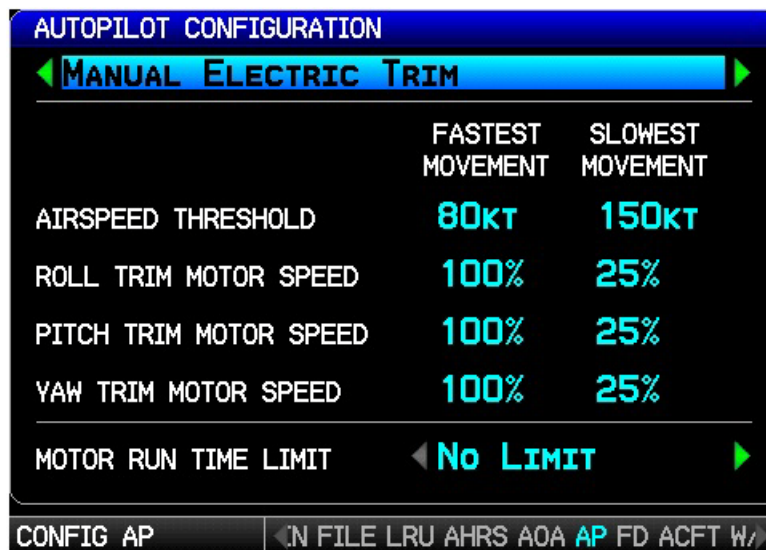 AUTOPILOT CONFIGURATION
MANUAL ELECTRIC TRIM
FASTEST MOVEMENT SLOWEST MOVEMENT
AIRSPEED THRESHOLD 80KT 150KT
ROLL TRIM MOTOR SPEED 100% 25%
PITCH TRIM MOTOR SPEED 100% 25%
YAW TRIM MOTOR SPEED 100% 25%
MOTOR RUN TIME LIMIT NO LIMIT
CONFIG AP FILE LRU AHRS AOA AP FD ACFT